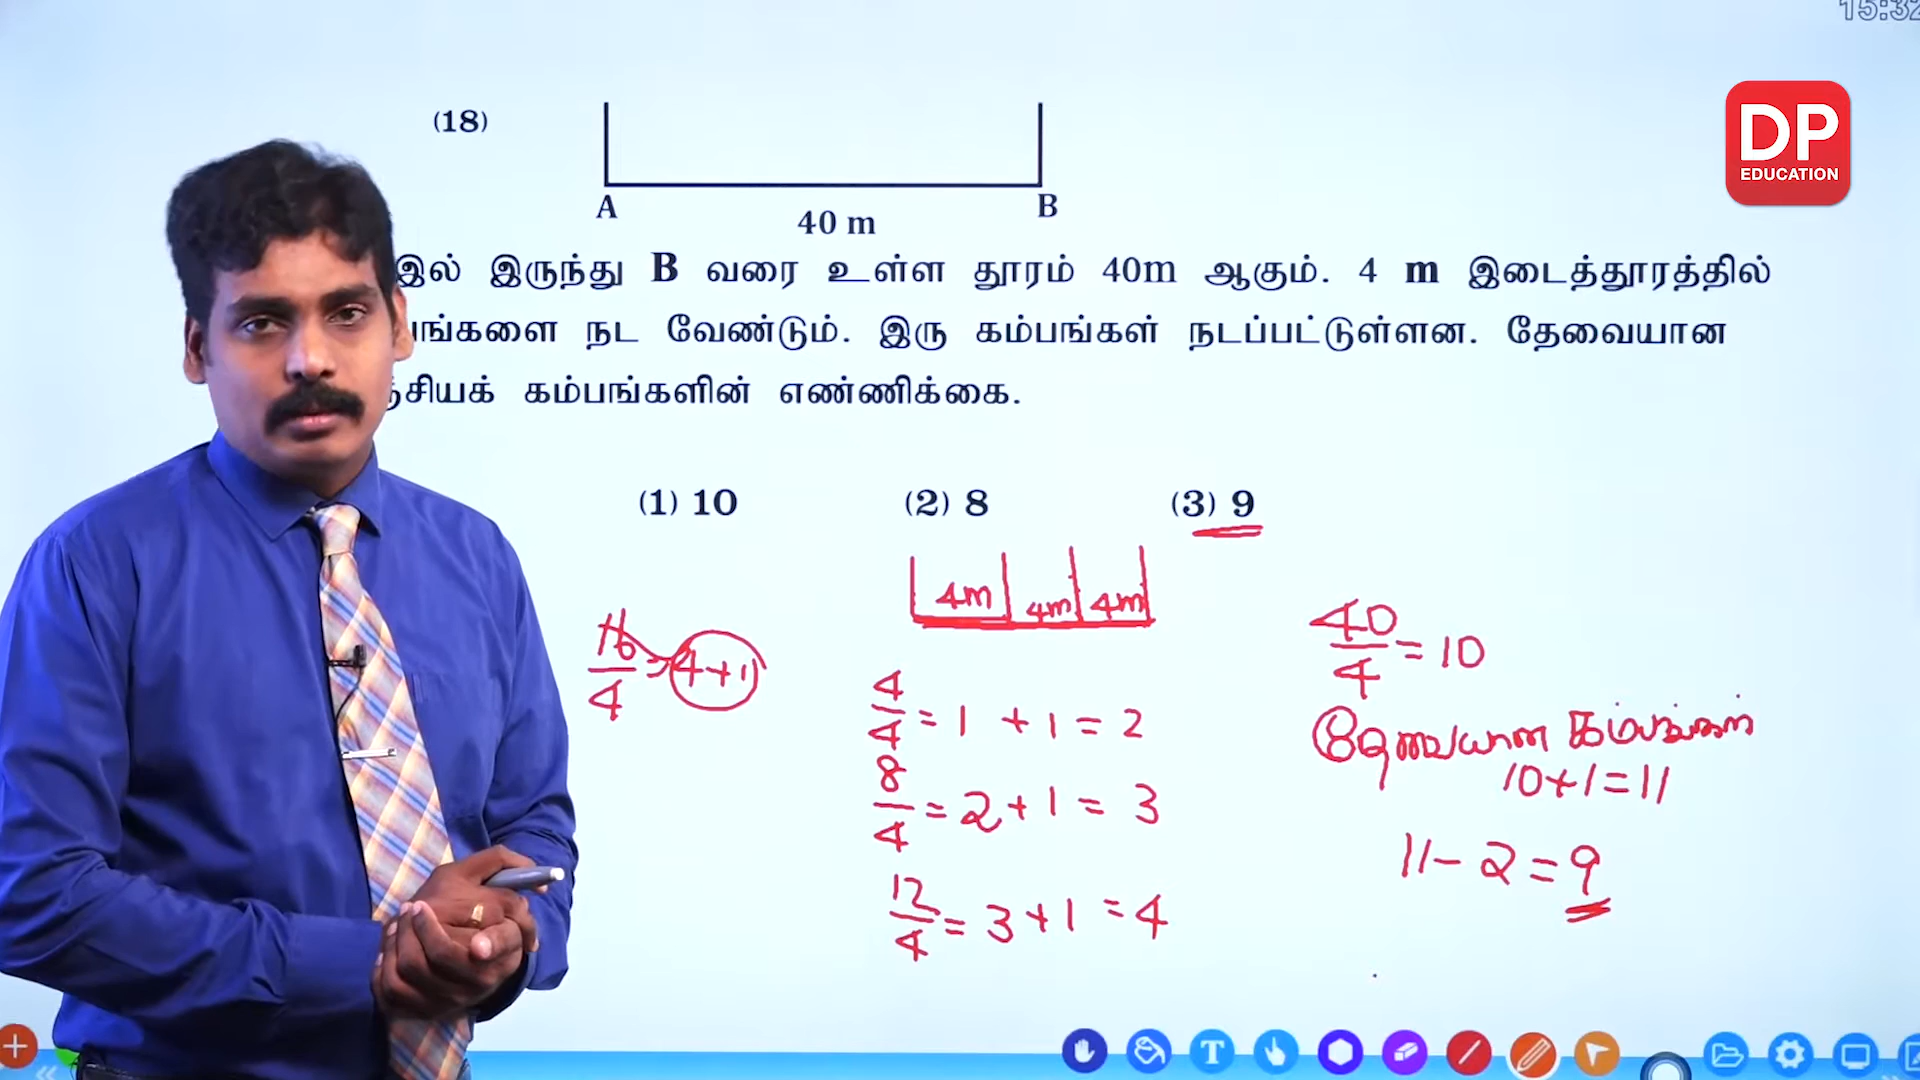 15:32
DP
EDUCATION
(18)
A
B
40 m
இல் இருந்து B வரை உள்ள தூரம் 40m ஆகும். 4 m இடைத்தூரத்தில்
நட வேண்டும். இரு கம்பங்கள் நடப்பட்டுள்ளன. தேவையான
கம்பங்களின் எண்ணிக்கை.
(1) 10 (2) 8 (3) 9
4m 4m 4m
16/4 = 4+1
4/4 = 1 + 1 = 2
8/4 = 2 + 1 = 3
12/4 = 3 + 1 = 4
40/4 = 10
தேவையான கம்பங்கள்
10+1=11
11-2=9
T